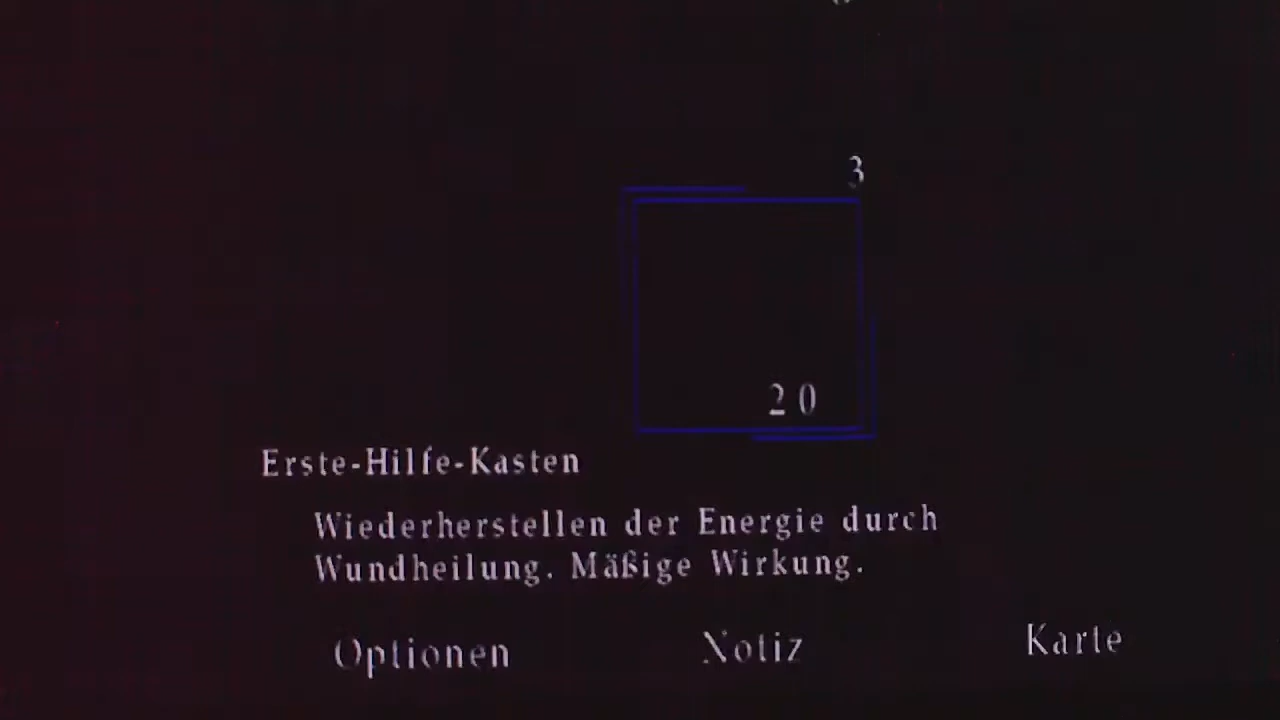 3
20
Erste-Hilfe-Kasten
Wiederherstellen der Energie durch
Wundheilung. Mäßige Wirkung.
Optionen Notiz Karte